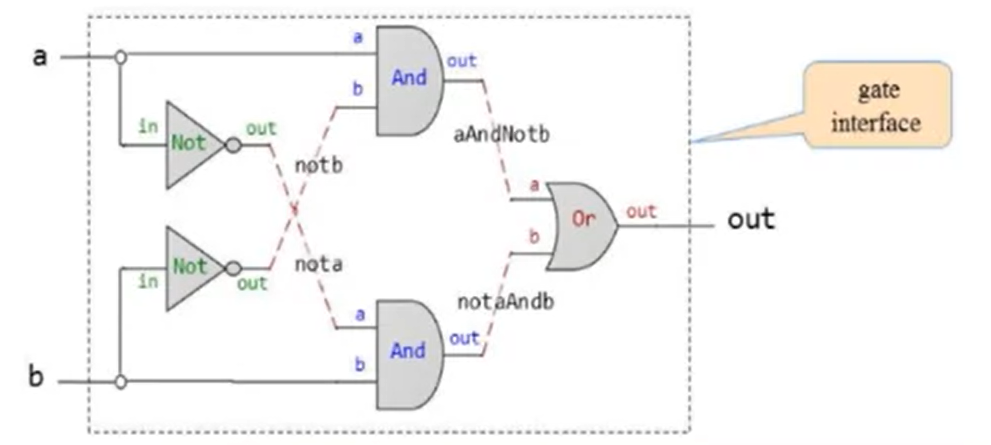 a
a
And
out
b
gate
interface
in
Not
out
aAndNotb
notb
a
Or
out
out
b
Not
in
out
nota
notaAndb
a
And
out
b
b